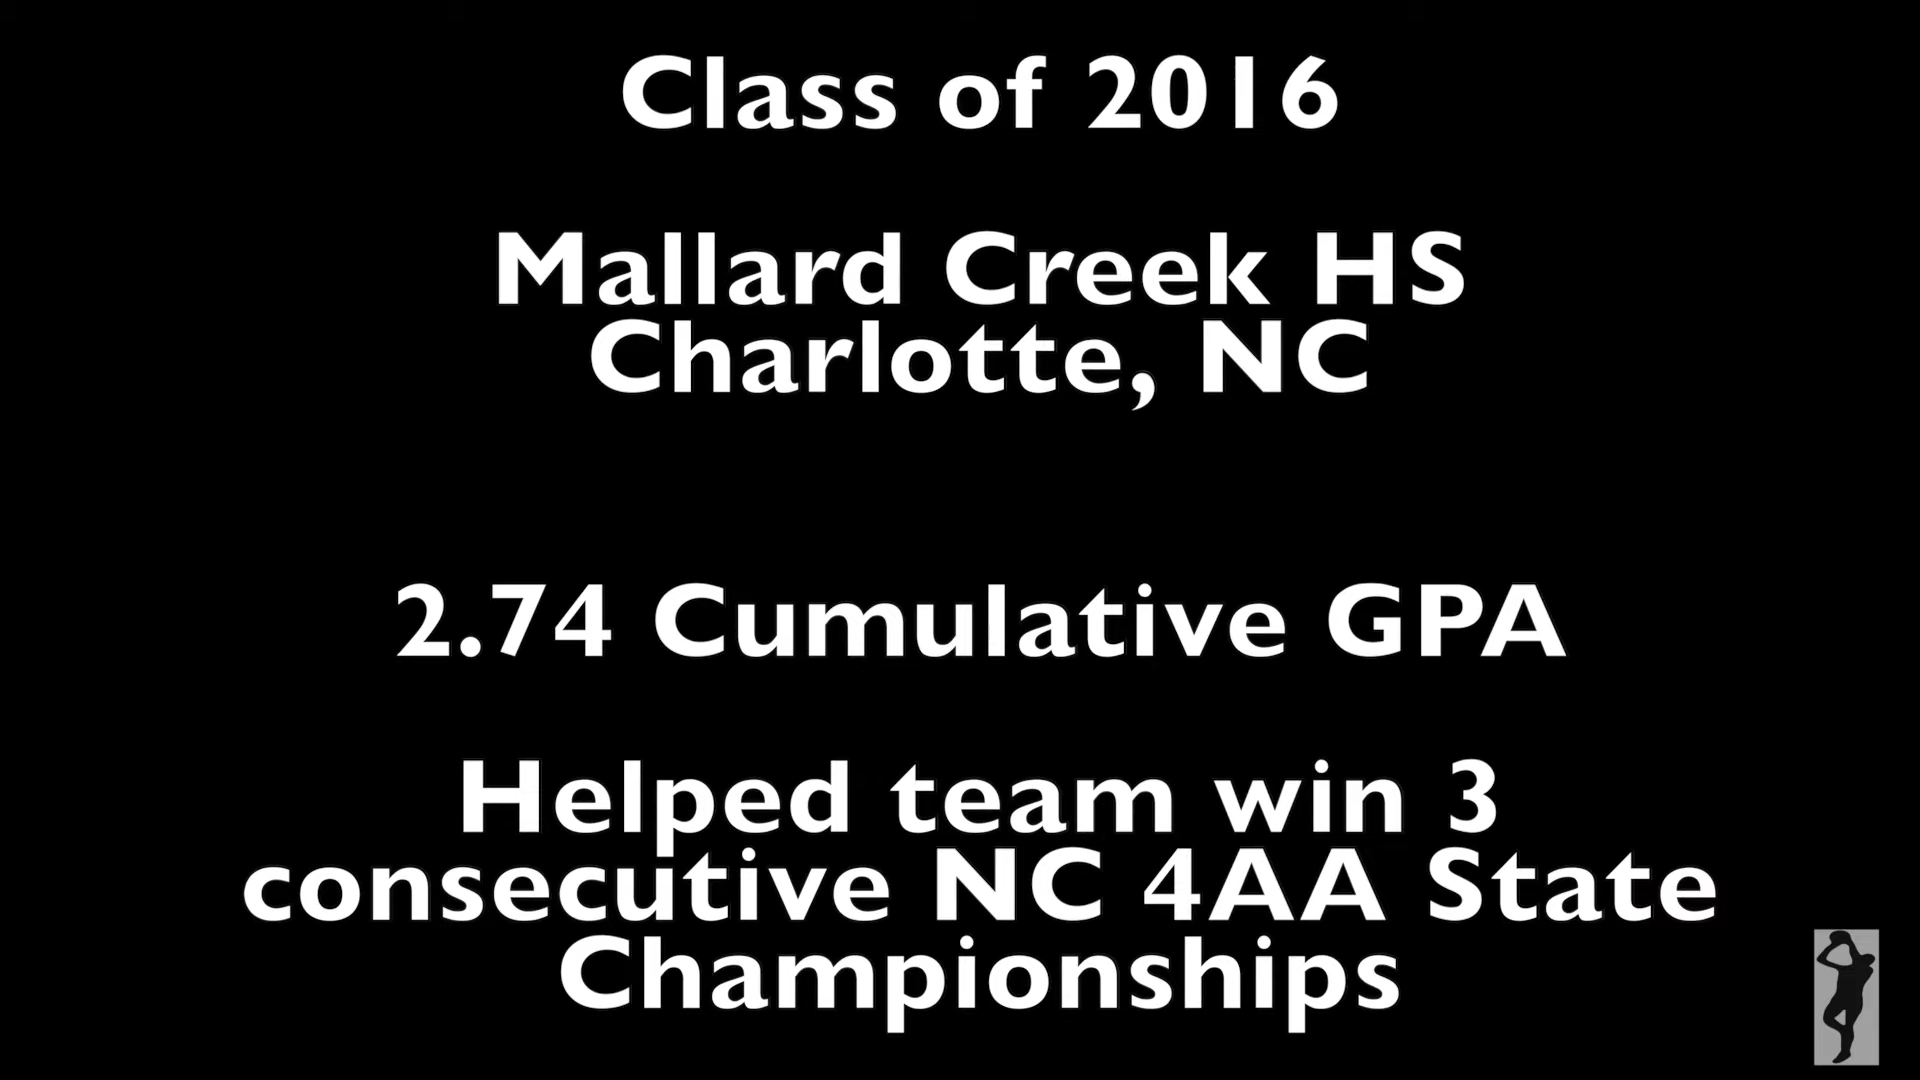 Class of 2016
Mallard Creek HS
Charlotte, NC
2.74 Cumulative GPA
Helped team win 3
consecutive NC 4AA State
Championships